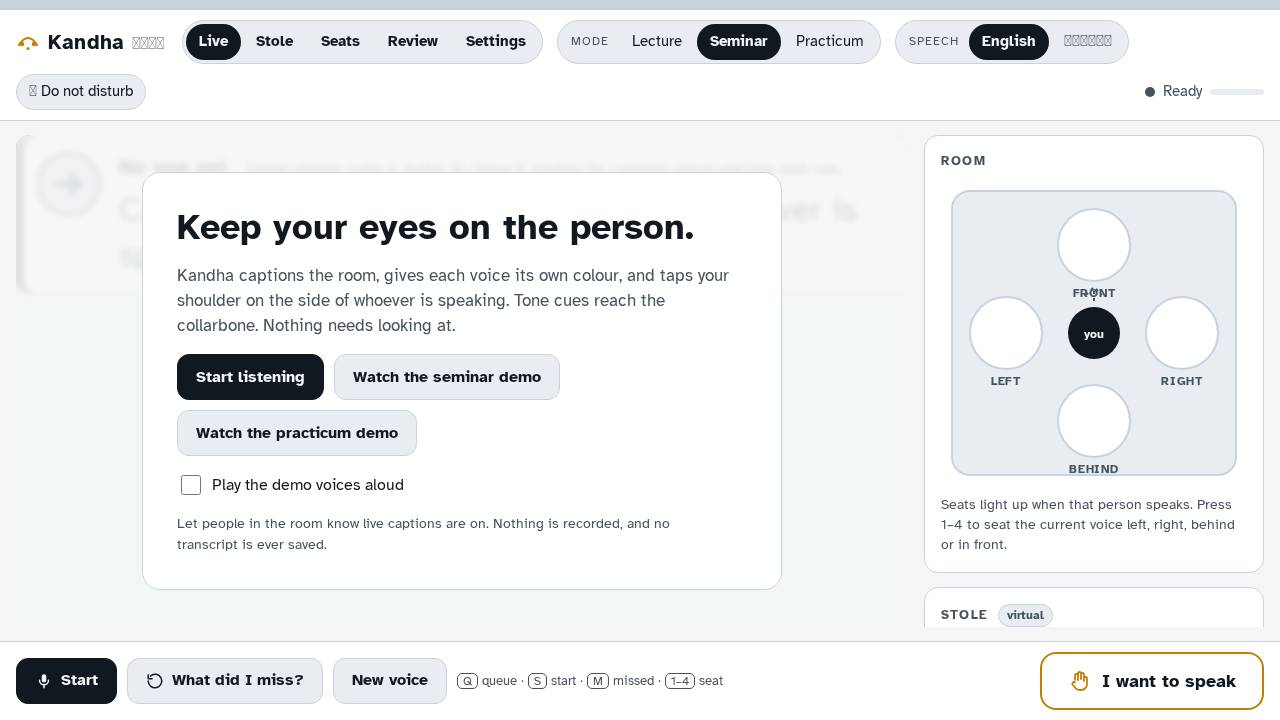 Kandha
Live Stole Seats Review Settings
MODE Lecture Seminar Practicum
SPEECH English
Do not disturb
Ready
Keep your eyes on the person.
Kandha captions the room, gives each voice its own colour, and taps your
shoulder on the side of whoever is speaking. Tone cues reach the
collarbone. Nothing needs looking at.
Start listening
Watch the seminar demo
Watch the practicum demo
Play the demo voices aloud
Let people in the room know live captions are on. Nothing is recorded, and no
transcript is ever saved.
ROOM
FRONT
LEFT
you
RIGHT
BEHIND
Seats light up when that person speaks. Press
1–4 to seat the current voice left, right, behind
or in front.
STOLE virtual
Start
What did I miss?
New voice
Q queue · S start · M missed · 1–4 seat
I want to speak